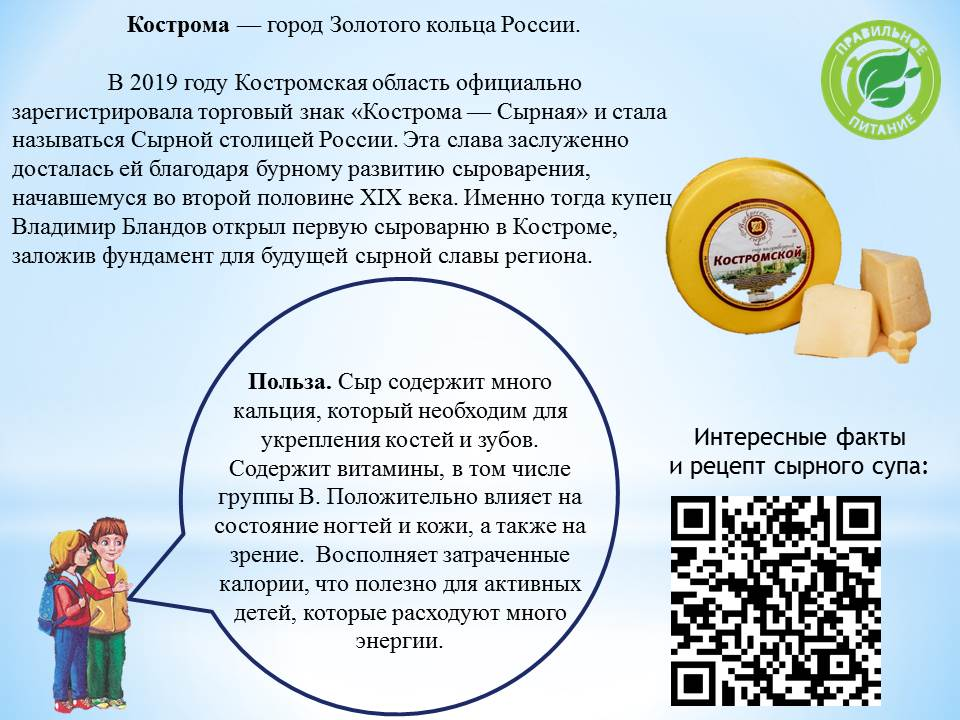 Кострома — город Золотого кольца России.
В 2019 году Костромская область официально
зарегистрировала торговый знак «Кострома — Сырная» и стала
называться Сырной столицей России. Эта слава заслуженно
досталась ей благодаря бурному развитию сыроварения,
начавшемуся во второй половине XIX века. Именно тогда купец
Владимир Бландов открыл первую сыроварню в Костроме,
заложив фундамент для будущей сырной славы региона.
ПРАВИЛЬНОЕ
ПИТАНИЕ
КОСТРОМСКОЙ
Польза. Сыр содержит много
кальция, который необходим для
укрепления костей и зубов.
Содержит витамины, в том числе
группы В. Положительно влияет на
состояние ногтей и кожи, а также на
зрение. Восполняет затраченные
калории, что полезно для активных
детей, которые расходуют много
энергии.
Интересные факты
и рецепт сырного супа: